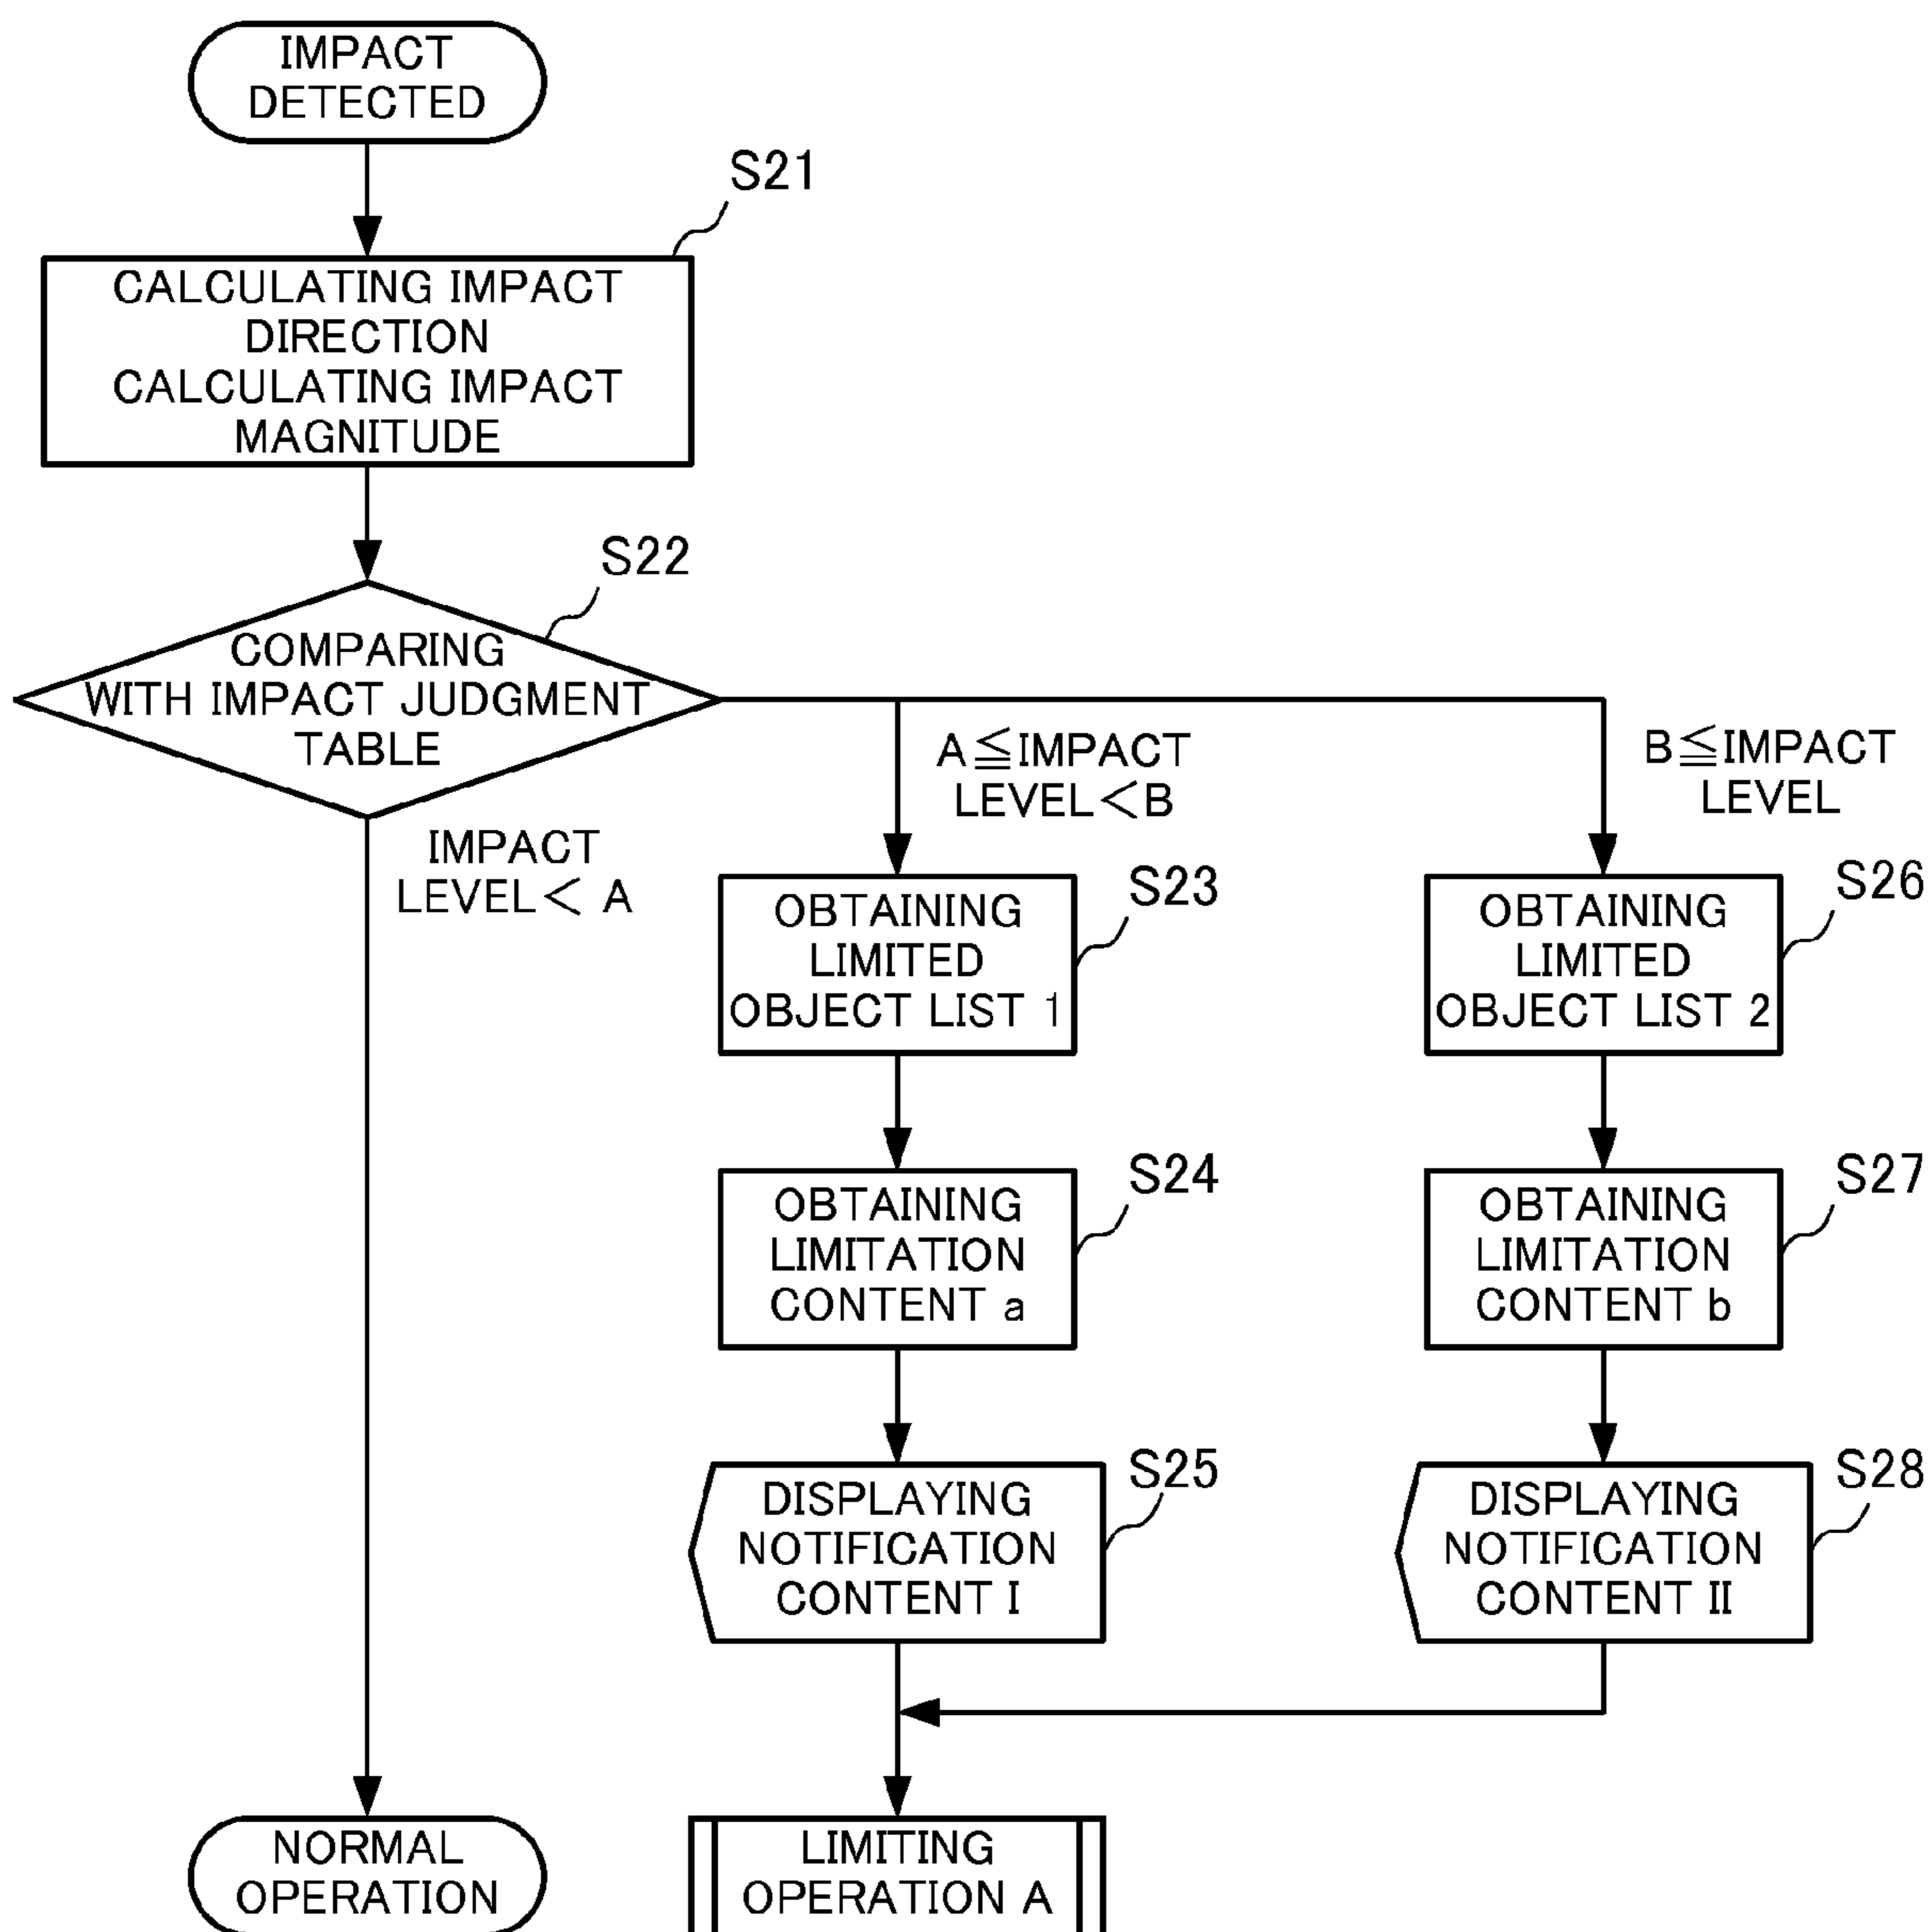 IMPACT
DETECTED
S21
CALCULATING IMPACT
DIRECTION
CALCULATING IMPACT
MAGNITUDE
S22
COMPARING
WITH IMPACT JUDGMENT
TABLE
IMPACT
LEVEL< A
A≦IMPACT
LEVEL<B
B≦IMPACT
LEVEL
S23
OBTAINING
LIMITED
OBJECT LIST 1
S26
OBTAINING
LIMITED
OBJECT LIST 2
S24
OBTAINING
LIMITATION
CONTENT a
S27
OBTAINING
LIMITATION
CONTENT b
S25
DISPLAYING
NOTIFICATION
CONTENT I
S28
DISPLAYING
NOTIFICATION
CONTENT II
NORMAL
OPERATION
LIMITING
OPERATION A